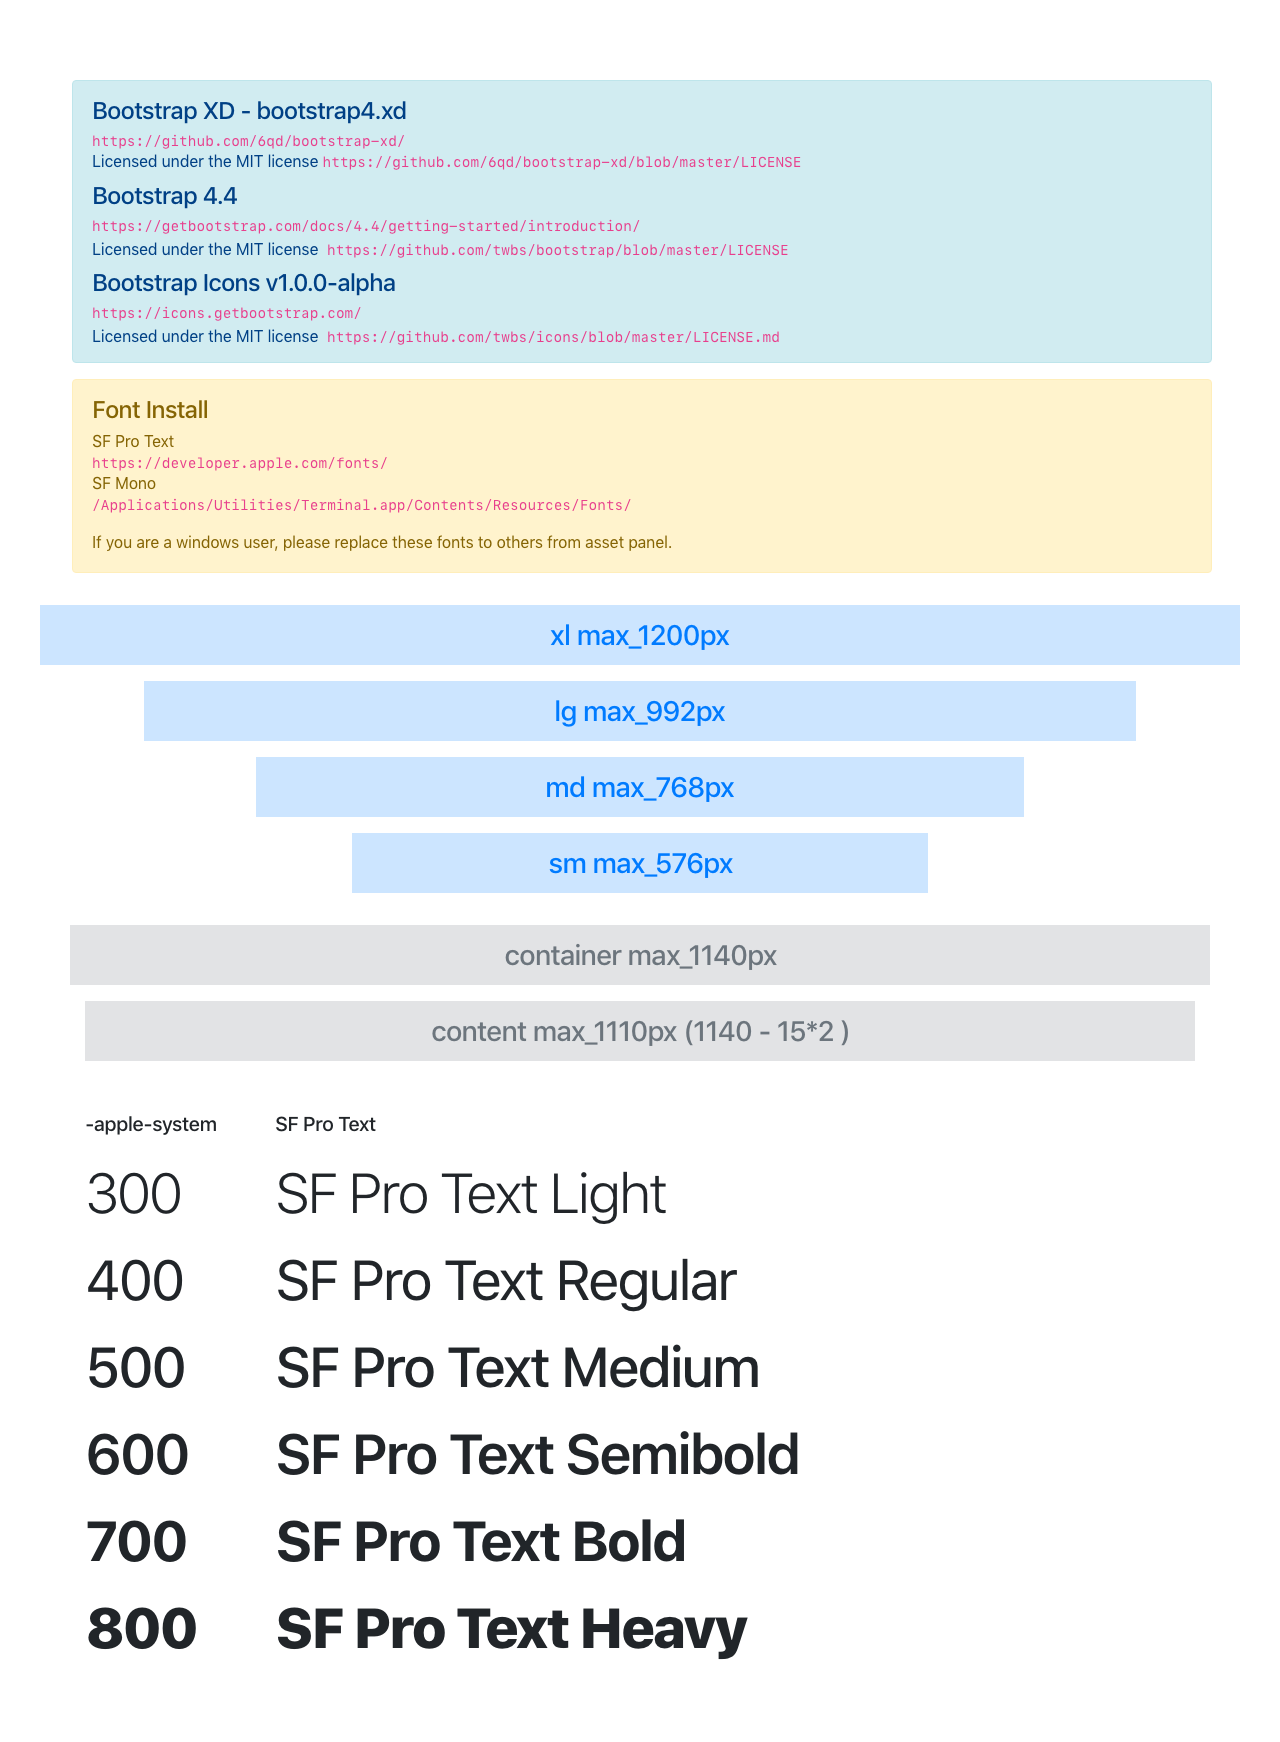 Bootstrap XD - bootstrap4.xd
https://github.com/6qd/bootstrap-xd/
Licensed under the MIT license https://github.com/6qd/bootstrap-xd/blob/master/LICENSE
Bootstrap 4.4
https://getbootstrap.com/docs/4.4/getting-started/introduction/
Licensed under the MIT license https://github.com/twbs/bootstrap/blob/master/LICENSE
Bootstrap Icons v1.0.0-alpha
https://icons.getbootstrap.com/
Licensed under the MIT license https://github.com/twbs/icons/blob/master/LICENSE.md
Font Install
SF Pro Text
https://developer.apple.com/fonts/
SF Mono
/Applications/Utilities/Terminal.app/Contents/Resources/Fonts/
If you are a windows user, please replace these fonts to others from asset panel.
xl max_1200px
lg max_992px
md max_768px
sm max_576px
container max_1140px
content max_1110px (1140 - 15*2 )
-apple-system SF Pro Text
300 SF Pro Text Light
400 SF Pro Text Regular
500 SF Pro Text Medium
600 SF Pro Text Semibold
700 SF Pro Text Bold
800 SF Pro Text Heavy